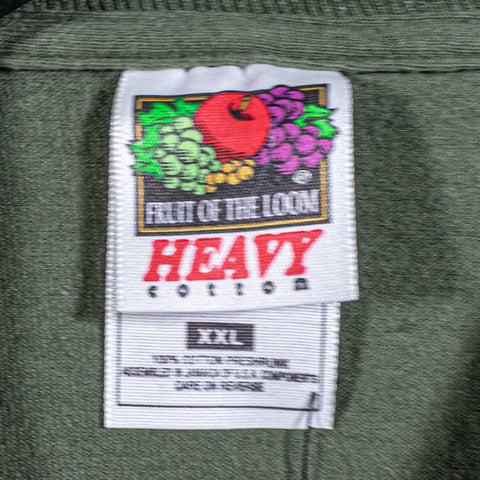 FRUIT OF THE LOOM
HEAVY
cotton
XXL
100% COTTON PRESHRUNK
ASSEMBLED IN JAMAICA OF U.S.A. COMPONENTS
CARE ON REVERSE